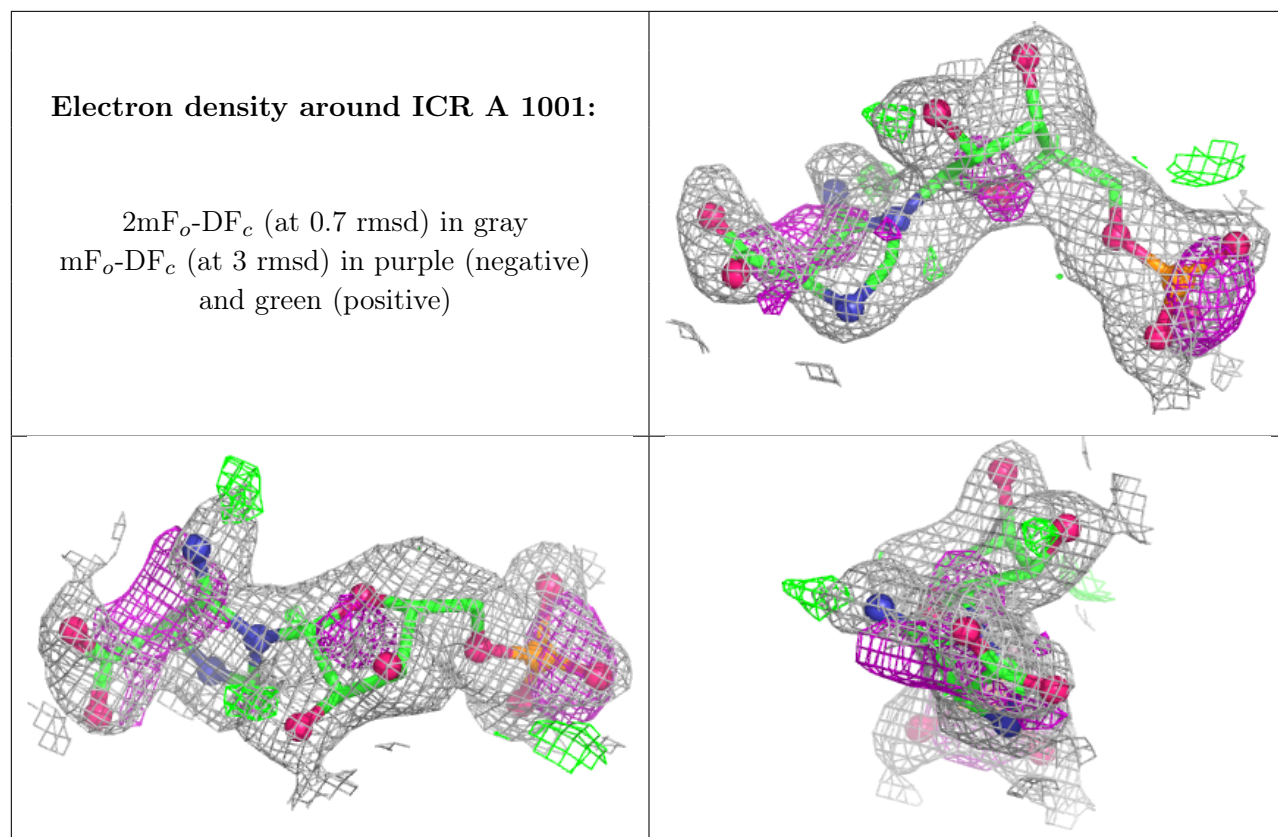 Electron density around ICR A 1001:
2mFo-DFc (at 0.7 rmsd) in gray
mFo-DFc (at 3 rmsd) in purple (negative)
and green (positive)